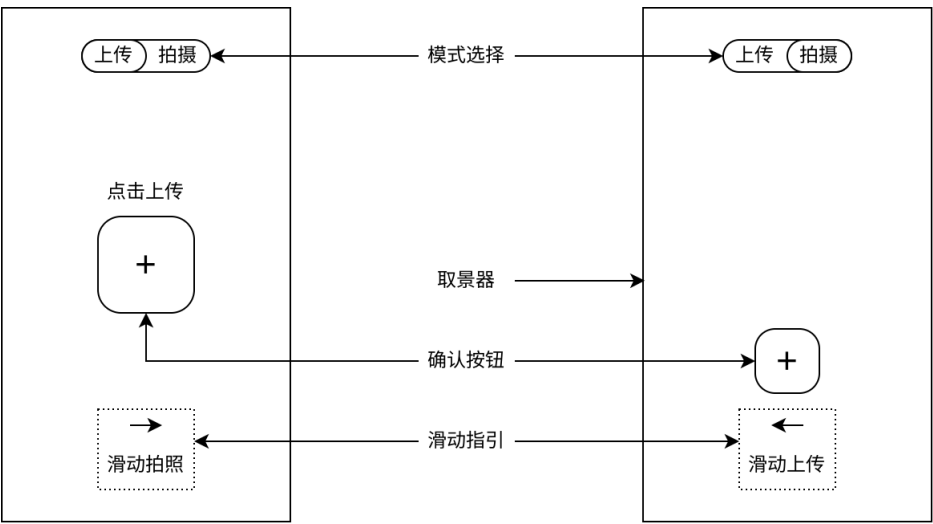 上传 拍摄 模式选择 上传 拍摄
点击上传
+
取景器
确认按钮
+
滑动指引
滑动拍照 滑动上传